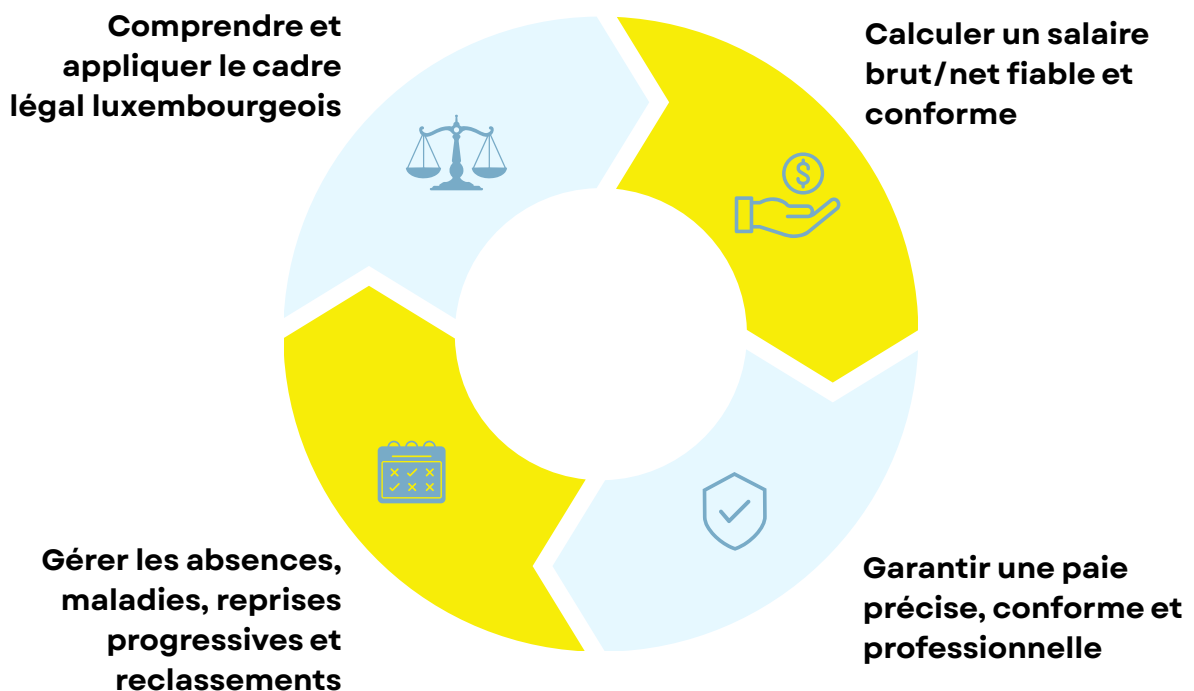 Comprendre et
appliquer le cadre
légal luxembourgeois
Calculer un salaire
brut/net fiable et
conforme
$
Gérer les absences,
maladies, reprises
progressives et
reclassements
Garantir une paie
précise, conforme et
professionnelle